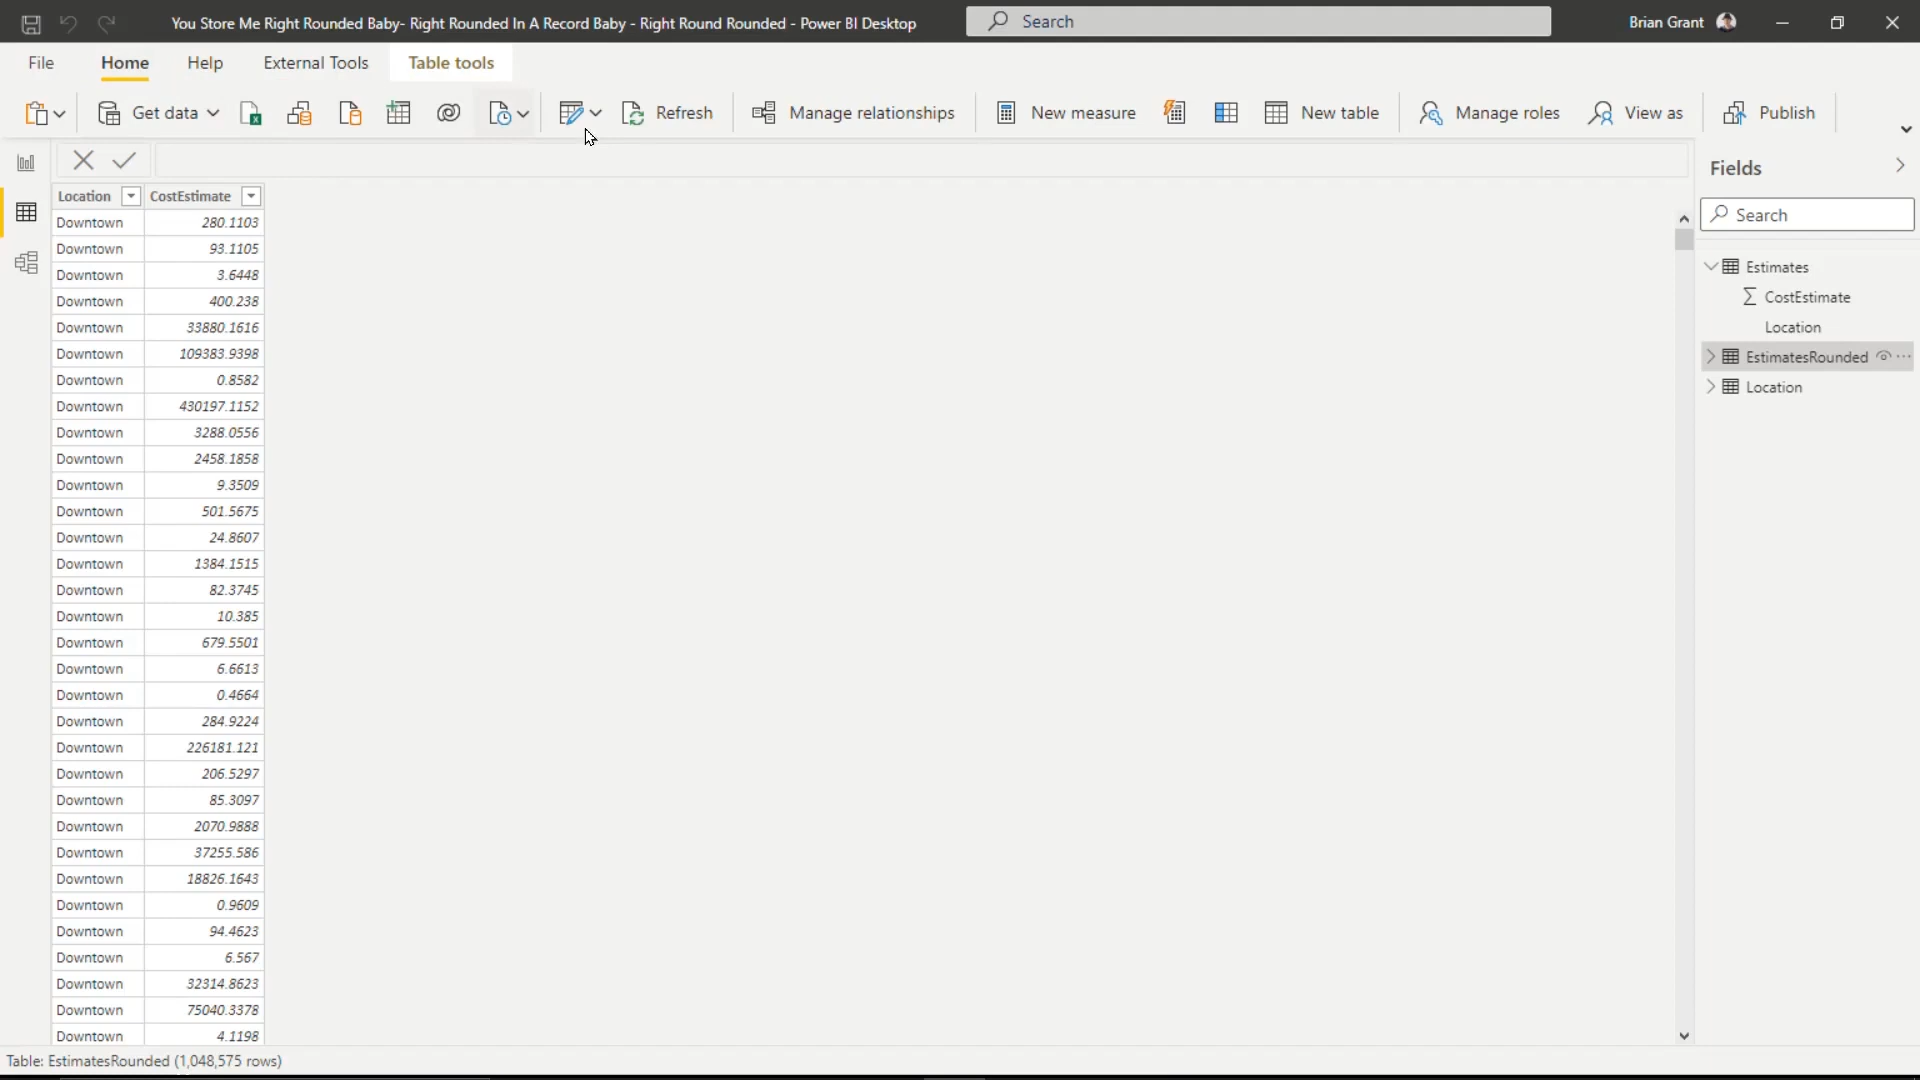 You Store Me Right Rounded Baby- Right Rounded In A Record Baby - Right Round Rounded - Power BI Desktop
Search
Brian Grant
File
Home
Help
External Tools
Table tools
Get data
Refresh
Manage relationships
New measure
New table
Manage roles
View as
Publish
Location CostEstimate
Downtown 280.1103
Downtown 93.1105
Downtown 3.6448
Downtown 400.238
Downtown 33880.1616
Downtown 109383.9398
Downtown 0.8582
Downtown 430197.1152
Downtown 3288.0556
Downtown 2458.1858
Downtown 9.3509
Downtown 501.5675
Downtown 24.8607
Downtown 1384.1515
Downtown 82.3745
Downtown 10.385
Downtown 679.5501
Downtown 6.6613
Downtown 0.4664
Downtown 284.9224
Downtown 226181.121
Downtown 206.5297
Downtown 85.3097
Downtown 2070.9888
Downtown 37255.586
Downtown 18826.1643
Downtown 0.9609
Downtown 94.4623
Downtown 6.567
Downtown 32314.8623
Downtown 75040.3378
Downtown 4.1198
Fields
Search
Estimates
CostEstimate
Location
EstimatesRounded
Location
Table: EstimatesRounded (1,048,575 rows)